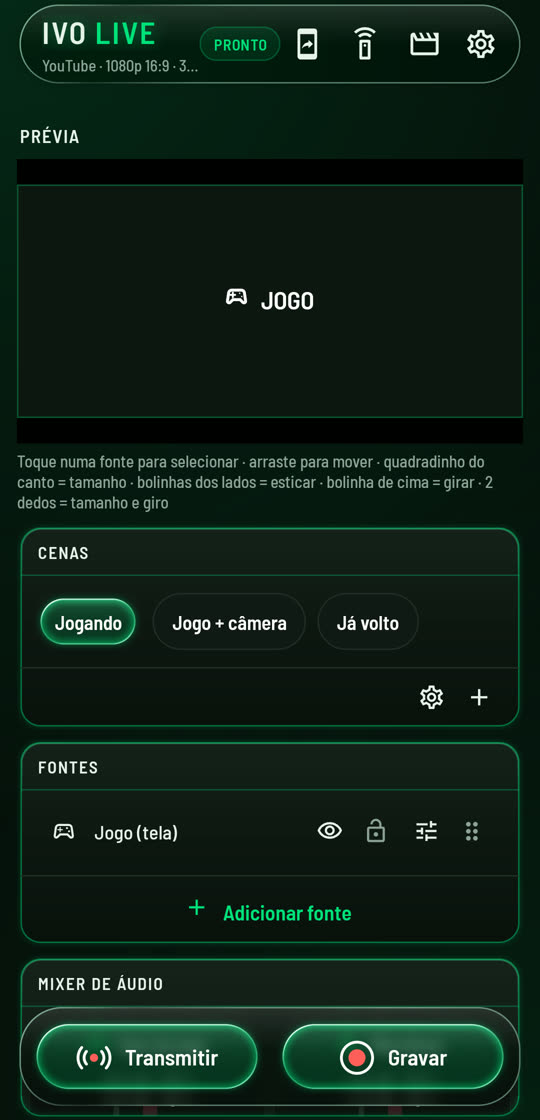 IVO LIVE
PRONTO
YouTube · 1080p 16:9 · 3...
PRÉVIA
JOGO
Toque numa fonte para selecionar · arraste para mover · quadradinho do
canto = tamanho · bolinhas dos lados = esticar · bolinha de cima = girar · 2
dedos = tamanho e giro
CENAS
Jogando
Jogo + câmera
Já volto
FONTES
Jogo (tela)
+ Adicionar fonte
MIXER DE ÁUDIO
Transmitir
Gravar